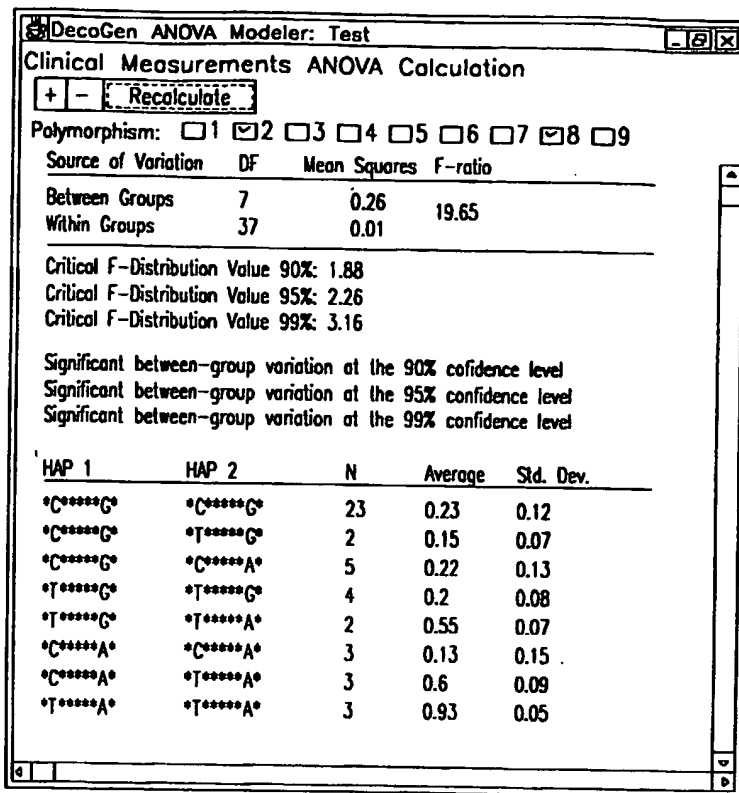 DecoGen ANOVA Modeler: Test
Clinical Measurements ANOVA Calculation
+ - Recalculate
Polymorphism: 1 2 3 4 5 6 7 8 9
Source of Variation DF Mean Squares F-ratio
Between Groups 7 0.26 19.65
Within Groups 37 0.01
Critical F-Distribution Value 90%: 1.88
Critical F-Distribution Value 95%: 2.26
Critical F-Distribution Value 99%: 3.16
Significant between-group variation at the 90% cofidence level
Significant between-group variation at the 95% confidence level
Significant between-group variation at the 99% confidence level
HAP 1 HAP 2 N Average Std. Dev.
*C*****G* *C*****G* 23 0.23 0.12
*C*****G* *T*****G* 2 0.15 0.07
*C*****G* *C*****A* 5 0.22 0.13
*T*****G* *T*****G* 4 0.2 0.08
*T*****G* *T*****A* 2 0.55 0.07
*C*****A* *C*****A* 3 0.13 0.15
*C*****A* *T*****A* 3 0.6 0.09
*T*****A* *T*****A* 3 0.93 0.05